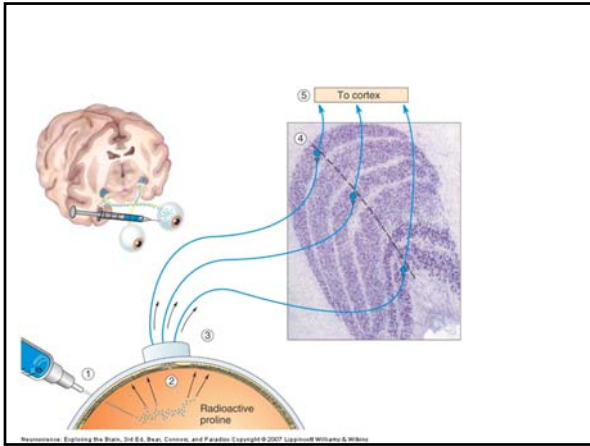 ⑤ To cortex
④
③
①
②
Radioactive
proline
Neuroscience: Exploring the Brain, 3rd Ed, Bear, Connors, and Paradiso Copyright © 2007 Lippincott Williams & Wilkins